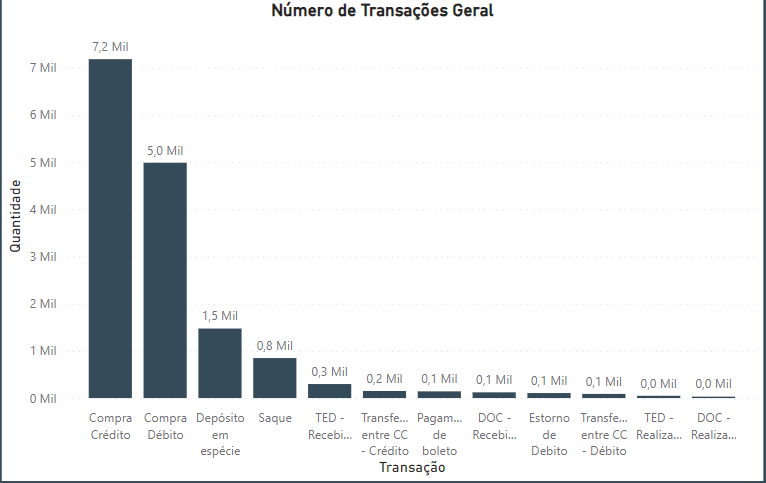 Número de Transações Geral
7,2 Mil
7 Mil
6 Mil
5,0 Mil
5 Mil
4 Mil
Quantidade
3 Mil
2 Mil
1,5 Mil
1 Mil
0,8 Mil
0,3 Mil
0,2 Mil
0,1 Mil
0,1 Mil
0,1 Mil
0,1 Mil
0,0 Mil
0,0 Mil
0 Mil
Compra
Crédito
Compra
Débito
Depósito
em
espécie
Saque
TED -
Recebi...
Transfe...
entre CC
- Crédito
Pagam...
de
boleto
DOC -
Recebi...
Estorno
de
Debito
Transfe...
entre CC
- Débito
TED -
Realiza...
DOC -
Realiza...
Transação